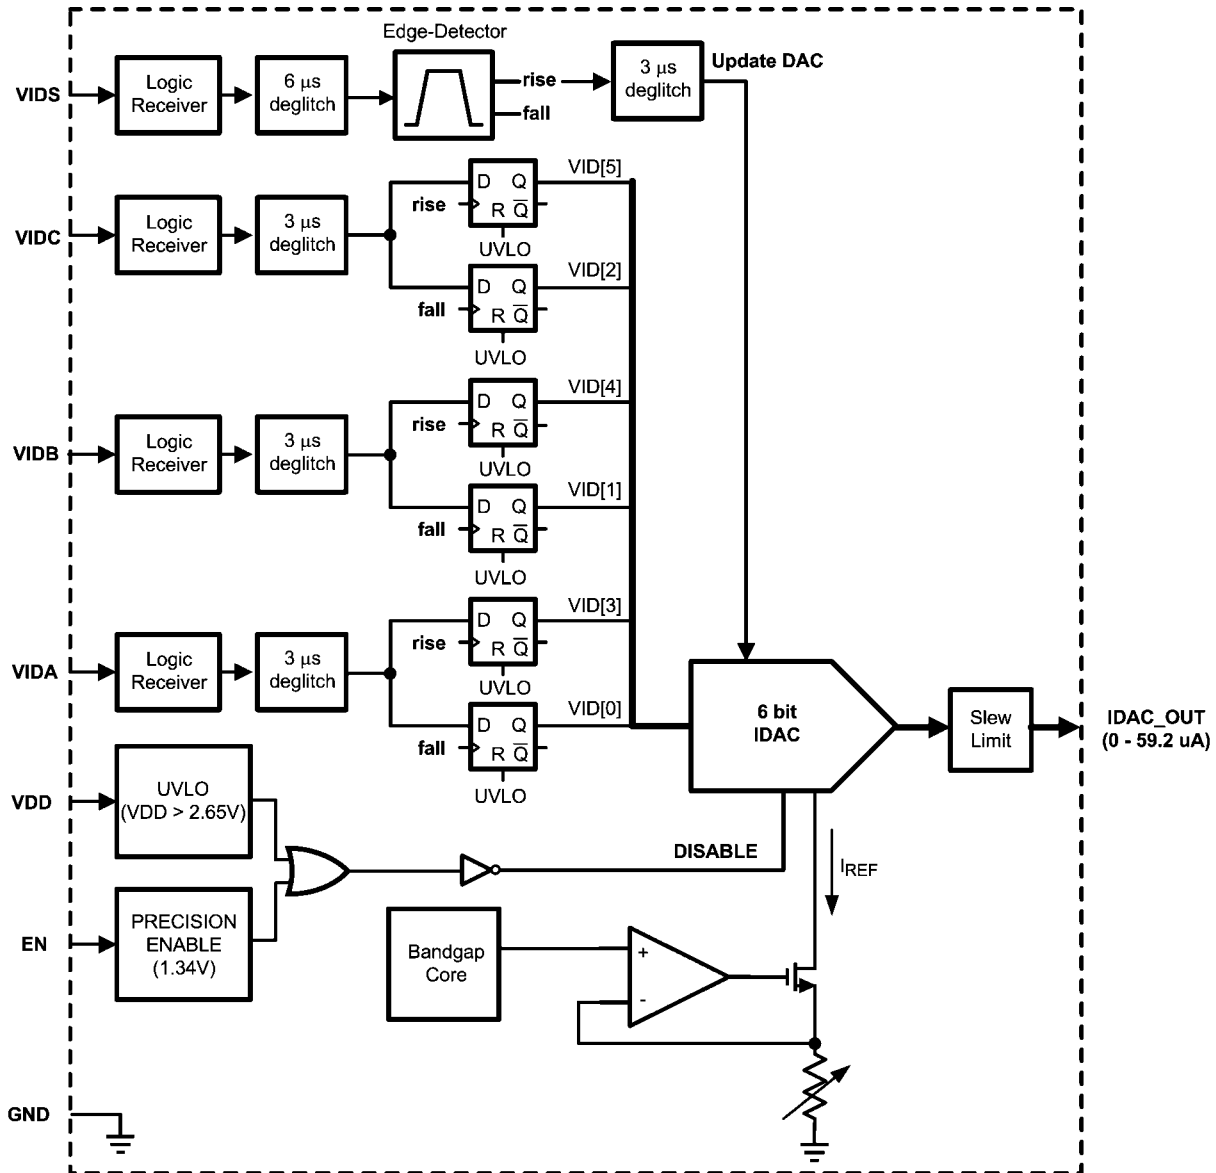 Edge-Detector
VIDS
Logic
Receiver
6 μs
deglitch
rise
fall
3 μs
deglitch
Update DAC
VIDC
Logic
Receiver
3 μs
deglitch
rise
D Q
R Q̅
UVLO
VID[5]
fall
D Q
R Q̅
UVLO
VID[2]
VIDB
Logic
Receiver
3 μs
deglitch
rise
D Q
R Q̅
UVLO
VID[4]
fall
D Q
R Q̅
UVLO
VID[1]
VIDA
Logic
Receiver
3 μs
deglitch
rise
D Q
R Q̅
UVLO
VID[3]
fall
D Q
R Q̅
UVLO
VID[0]
6 bit
IDAC
Slew
Limit
IDAC_OUT
(0 - 59.2 uA)
VDD
UVLO
(VDD > 2.65V)
DISABLE
IREF
EN
PRECISION
ENABLE
(1.34V)
Bandgap
Core
+
-
GND